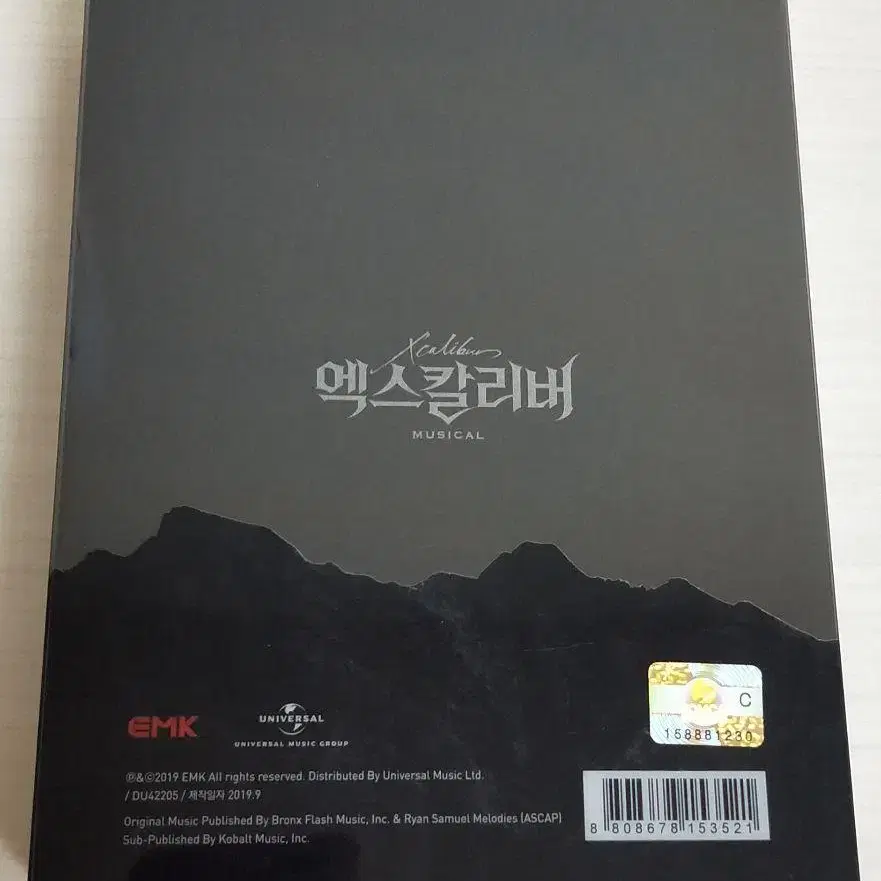 Xcalibur
엑스칼리버
MUSICAL
C
158881230
EMK
UNIVERSAL
UNIVERSAL MUSIC GROUP
℗&©2019 EMK All rights reserved. Distributed By Universal Music Ltd.
/ DU42205 / 제작일자 2019.9
Original Music Published By Bronx Flash Music, Inc. & Ryan Samuel Melodies (ASCAP)
Sub-Published By Kobalt Music, Inc.
8 808678 153521